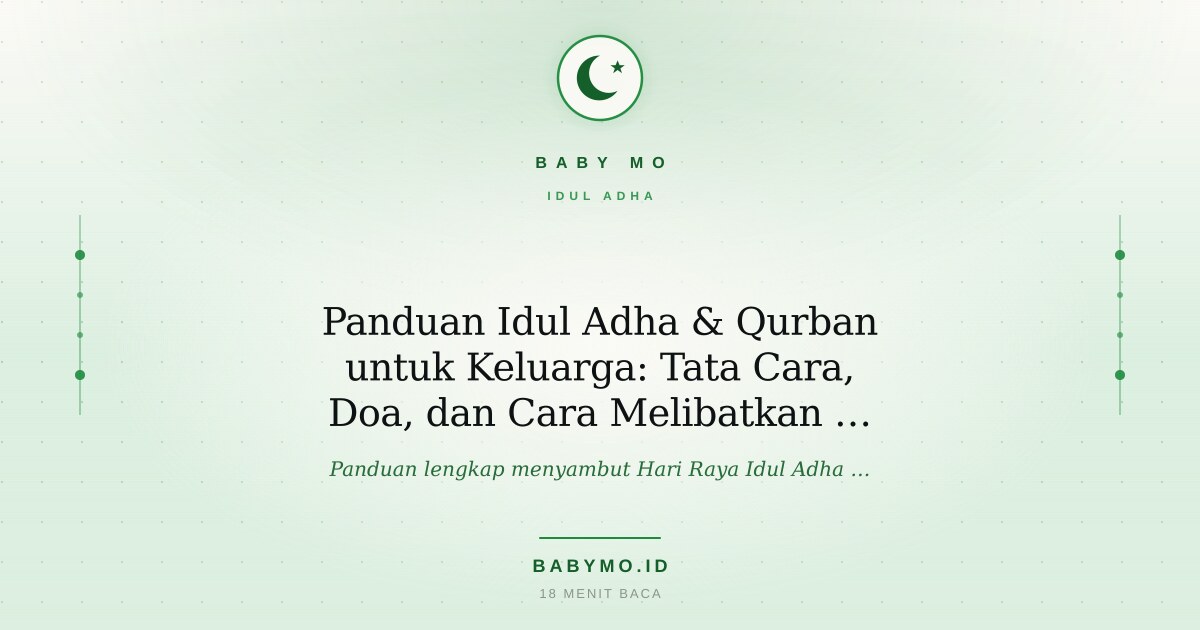 BABY MO
IDUL ADHA
Panduan Idul Adha & Qurban
untuk Keluarga: Tata Cara,
Doa, dan Cara Melibatkan ...
Panduan lengkap menyambut Hari Raya Idul Adha ...
BABYMO.ID
18 MENIT BACA